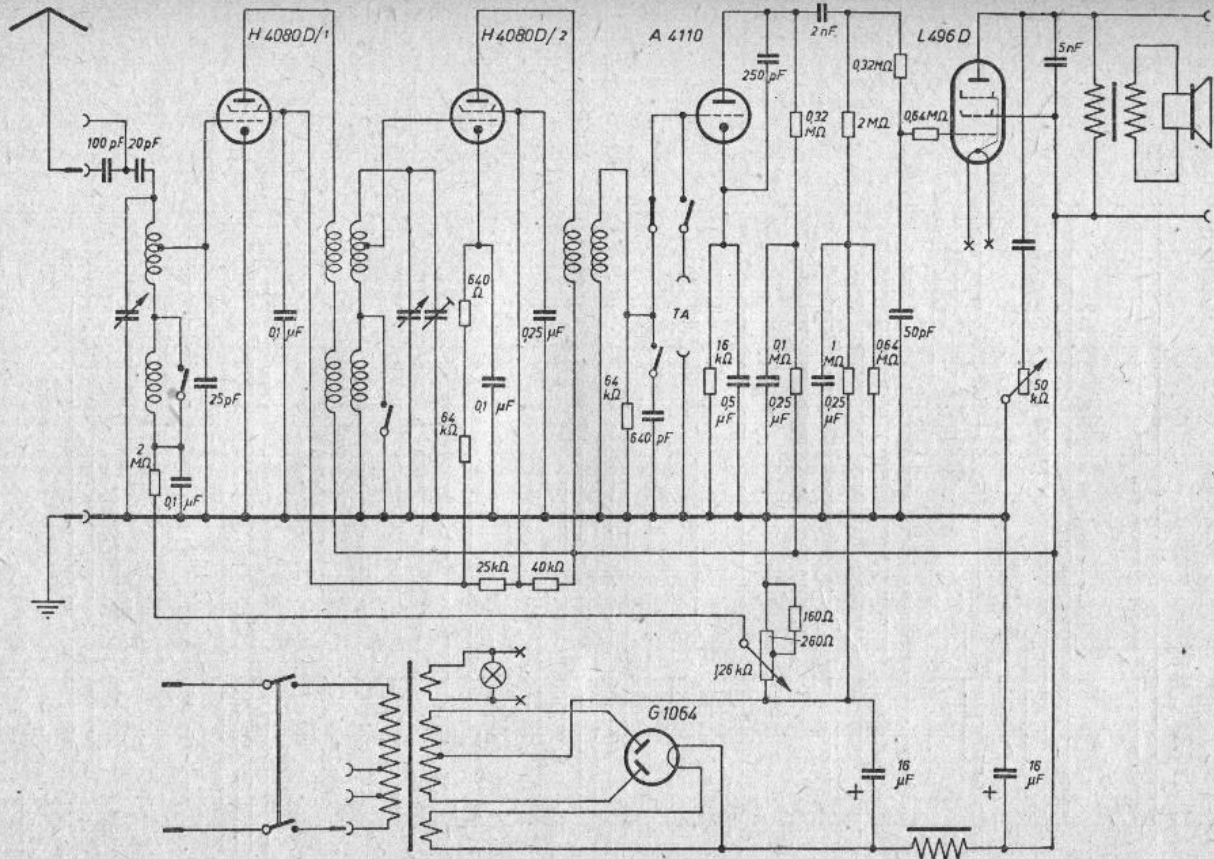 H 4080 D/1
H 4080 D/2
A 4110
L 496 D
2 nF
250 pF
0,32 MΩ
5 nF
100 pF
20 pF
0,32
MΩ
2 MΩ
0,64 MΩ
640
Ω
0,1
µF
0,25
µF
TA
50 pF
25 pF
16
kΩ
0,1
MΩ
1
MΩ
0,64
MΩ
50
kΩ
64
kΩ
0,5
µF
0,25
µF
0,25
µF
2
MΩ
64
kΩ
0,1
µF
640 pF
0,1 µF
25 kΩ
40 kΩ
160 Ω
260 Ω
1,26 kΩ
G 1064
16
µF
16
µF
+
+